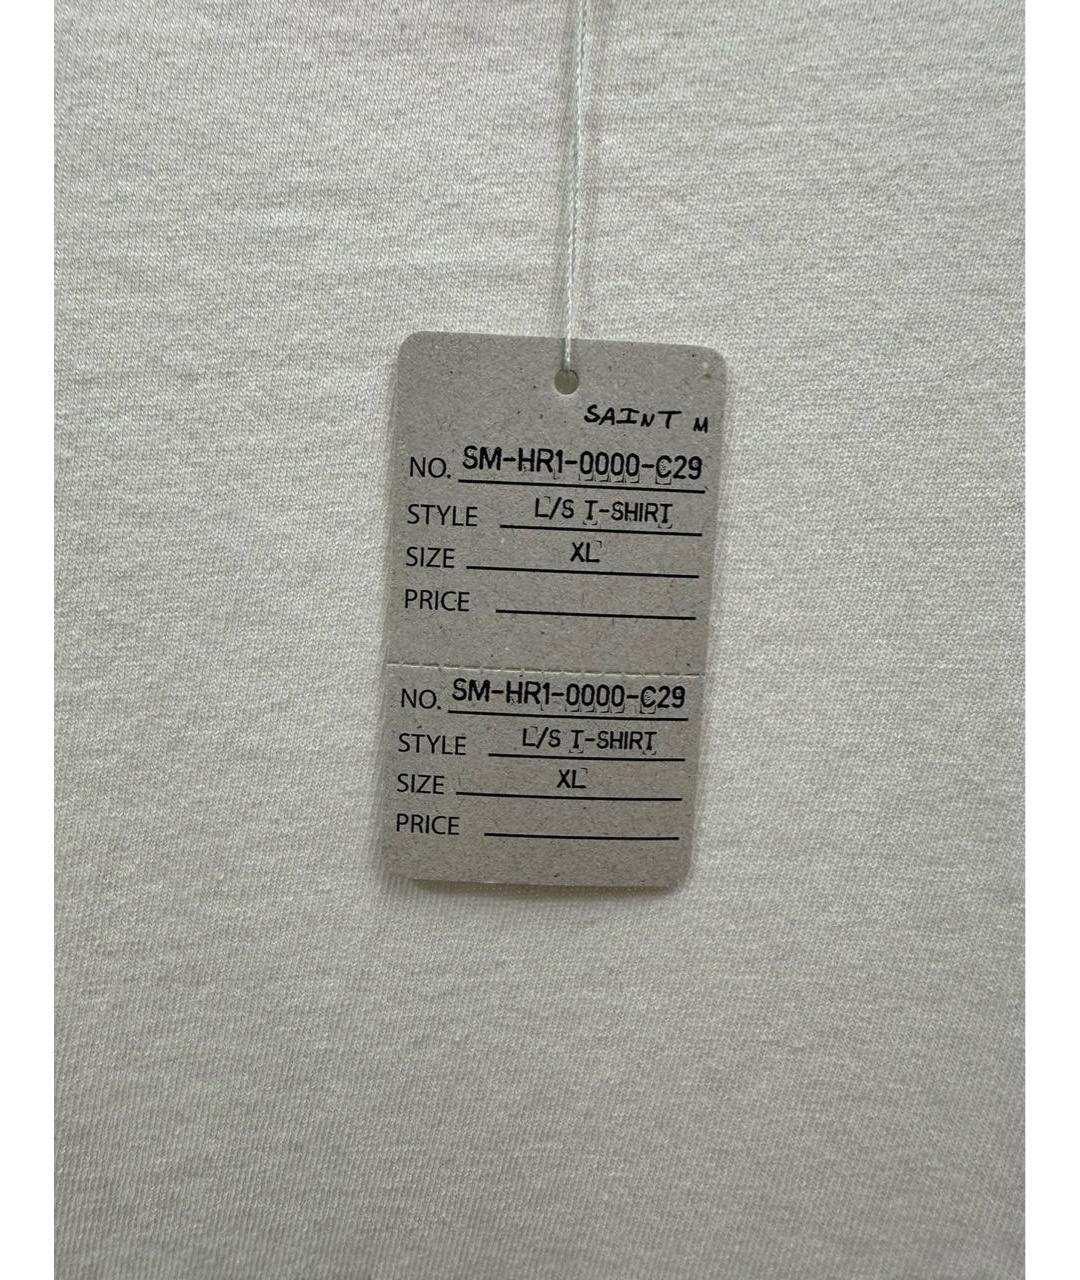 SAINT M
NO. SM-HR1-0000-C29
STYLE L/S T-SHIRT
SIZE XL
PRICE
NO. SM-HR1-0000-C29
STYLE L/S T-SHIRT
SIZE XL
PRICE